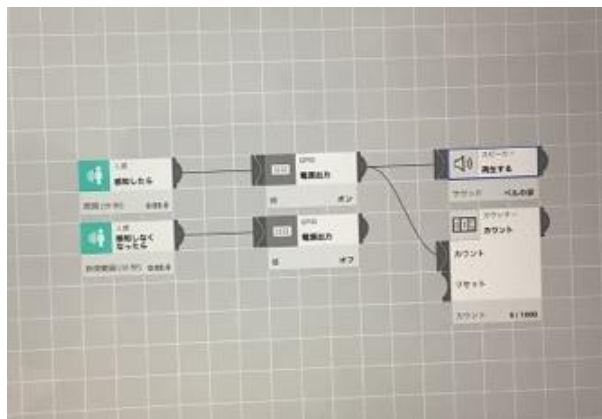 人感
感知したら
GPIO
電源出力
値 オン
スピーカー
再生する
サウンド ベルの音
人感
感知しなく
なったら
GPIO
電源出力
値 オフ
カウンター
カウント
カウント
リセット
カウント